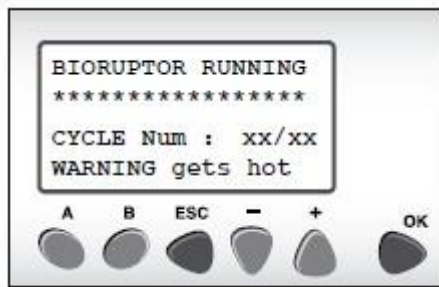 BIORUPTOR RUNNING
*****************
CYCLE Num : xx/xx
WARNING gets hot
A B ESC − + OK